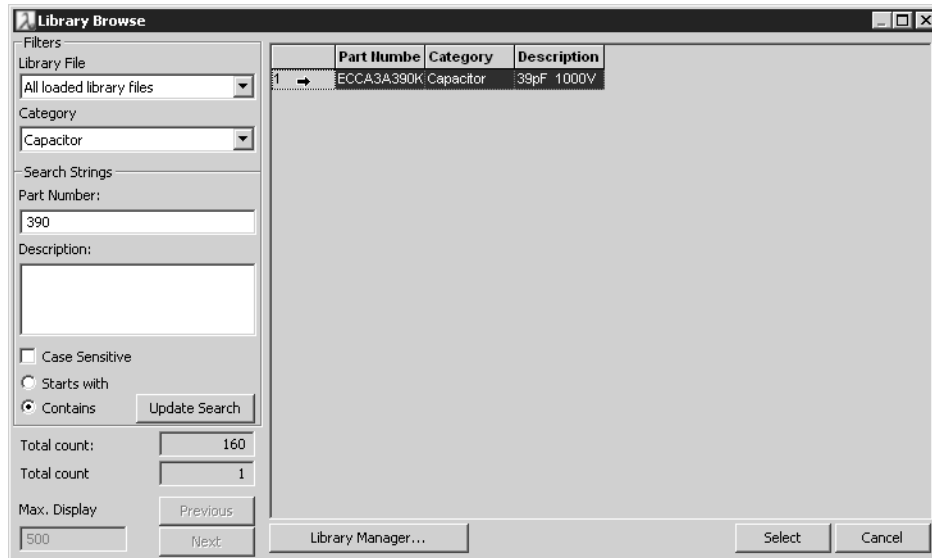 Library Browse
Filters
Library File
All loaded library files
Category
Capacitor
Search Strings
Part Number:
390
Description:
Case Sensitive
Starts with
Contains
Update Search
Total count:
160
Total count
1
Max. Display
Previous
500
Next
Part Numbe Category Description
1 ECCA3A390K Capacitor 39pF 1000V
Library Manager...
Select
Cancel